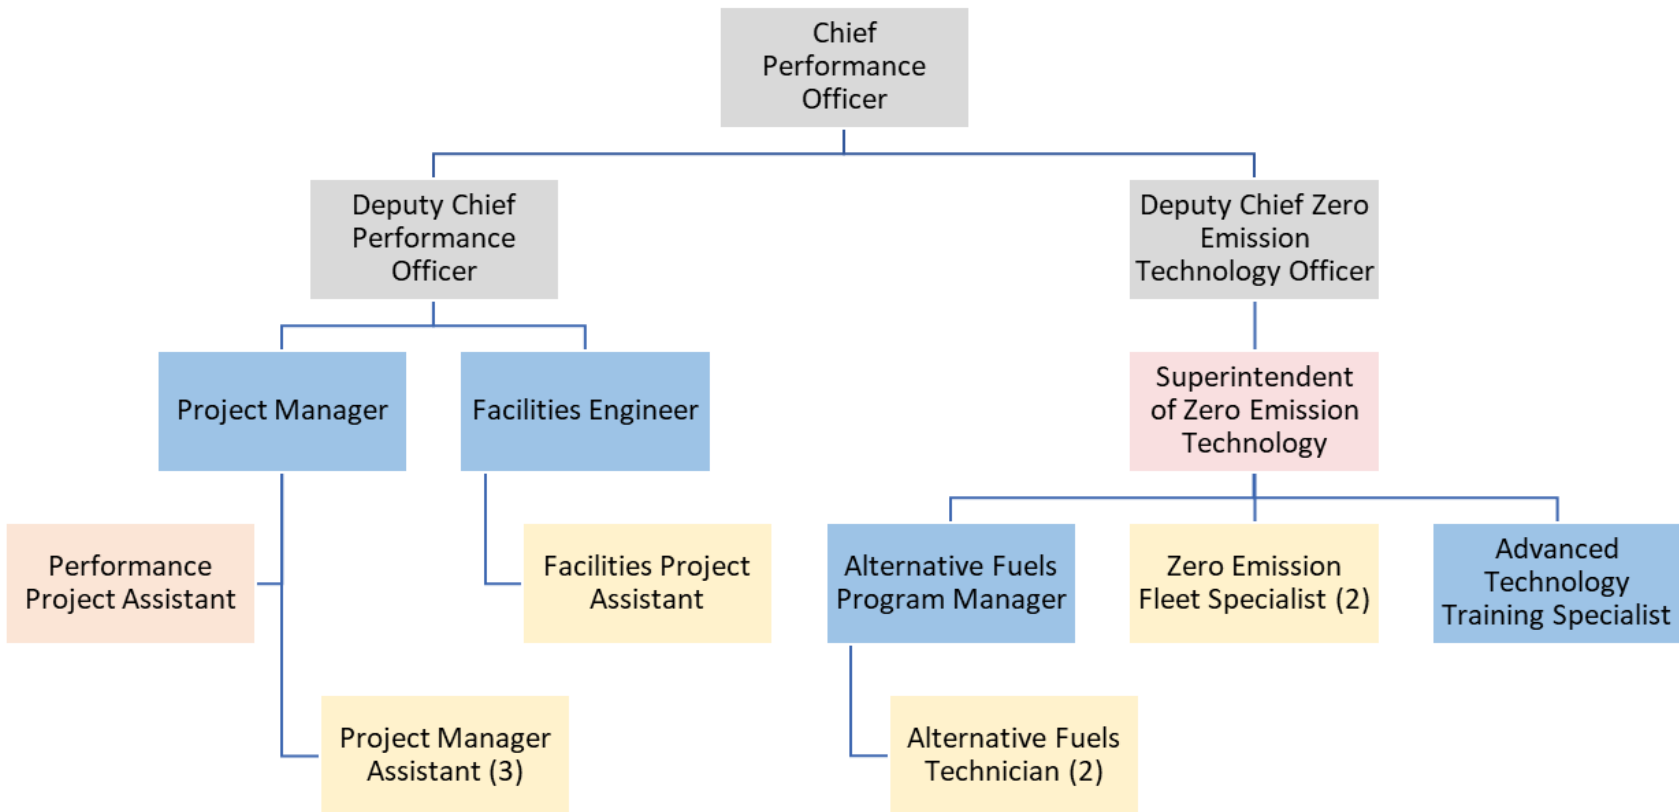 Chief
Performance
Officer
Deputy Chief
Performance
Officer
Deputy Chief Zero
Emission
Technology Officer
Project Manager
Facilities Engineer
Superintendent
of Zero Emission
Technology
Performance
Project Assistant
Facilities Project
Assistant
Alternative Fuels
Program Manager
Zero Emission
Fleet Specialist (2)
Advanced
Technology
Training Specialist
Project Manager
Assistant (3)
Alternative Fuels
Technician (2)